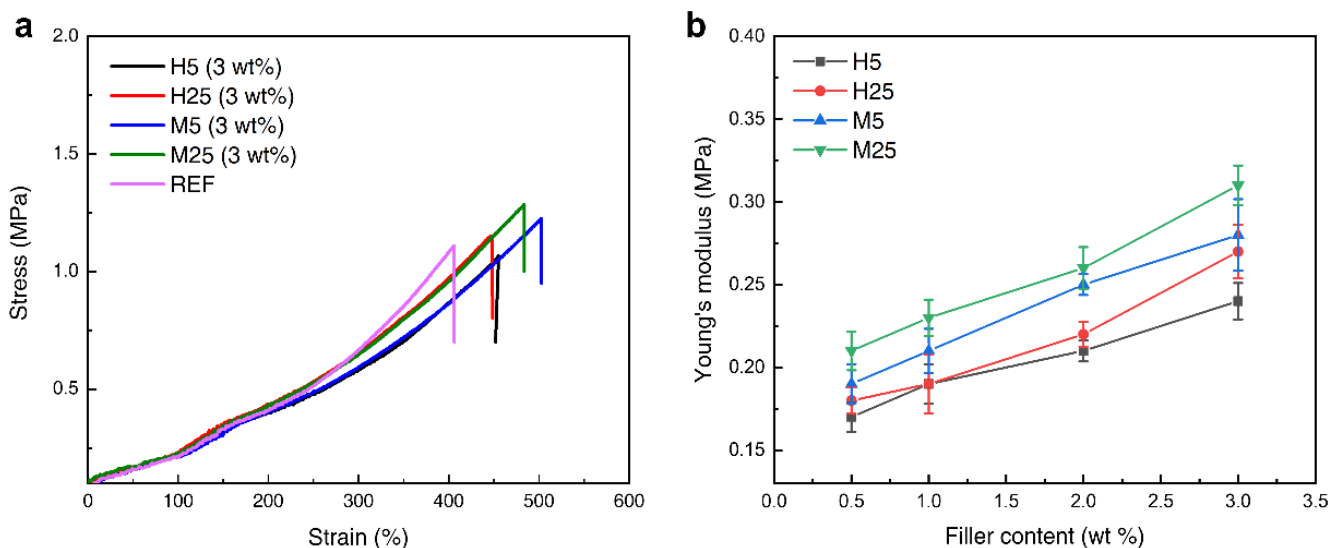 a
2.0
1.5
1.0
0.5
Stress (MPa)
H5 (3 wt%)
H25 (3 wt%)
M5 (3 wt%)
M25 (3 wt%)
REF
0 100 200 300 400 500 600
Strain (%)
b
0.40
0.35
0.30
0.25
0.20
0.15
Young's modulus (MPa)
H5
H25
M5
M25
0.0 0.5 1.0 1.5 2.0 2.5 3.0 3.5
Filler content (wt %)